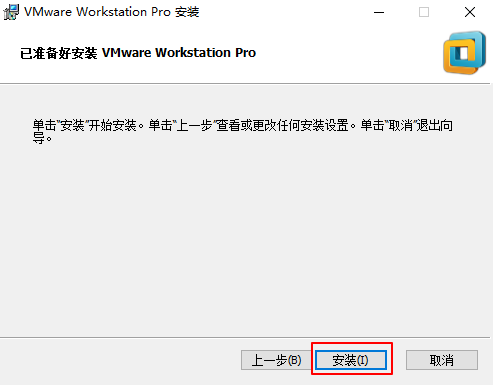 VMware Workstation Pro 安装
已准备好安装 VMware Workstation Pro
单击“安装”开始安装。单击“上一步”查看或更改任何安装设置。单击“取消”退出向
导。
上一步(B) 安装(I) 取消